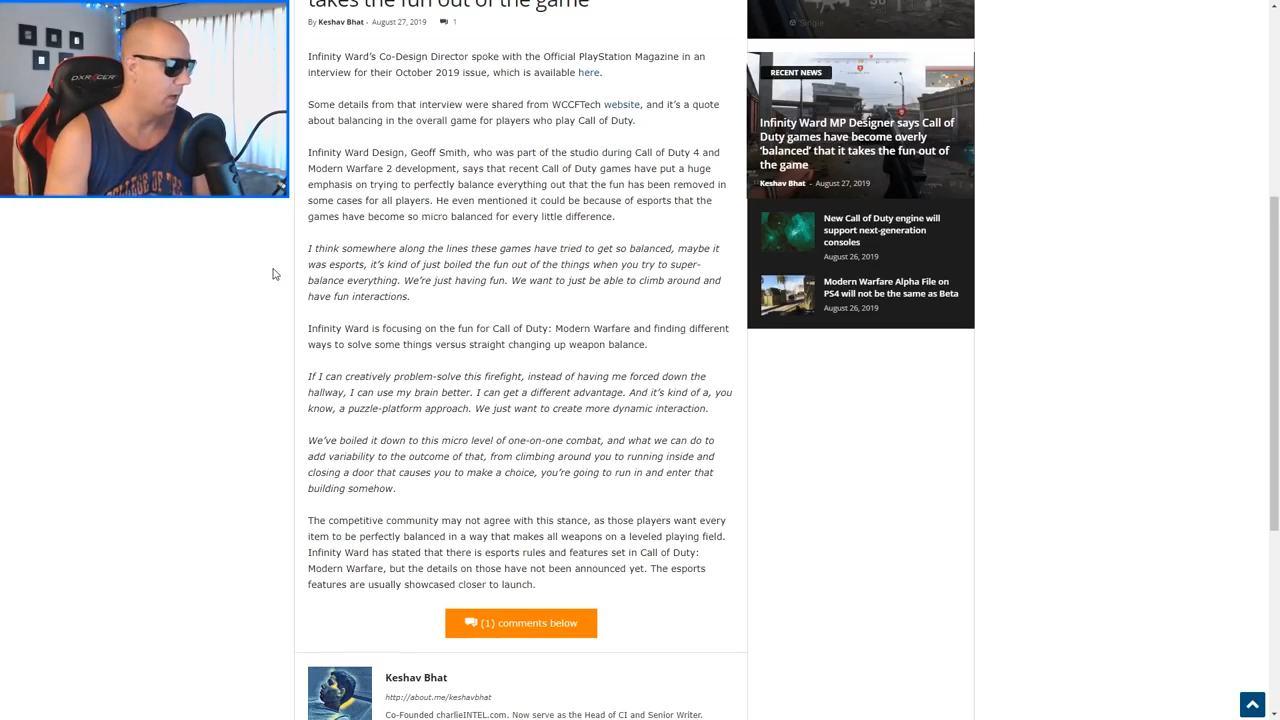 takes the fun out of the game
By Keshav Bhat - August 27, 2019 1
Infinity Ward's Co-Design Director spoke with the Official PlayStation Magazine in an
interview for their October 2019 issue, which is available here.
Some details from that interview were shared from WCCFTech website, and it's a quote
about balancing in the overall game for players who play Call of Duty.
Infinity Ward Design, Geoff Smith, who was part of the studio during Call of Duty 4 and
Modern Warfare 2 development, says that recent Call of Duty games have put a huge
emphasis on trying to perfectly balance everything out that the fun has been removed in
some cases for all players. He even mentioned it could be because of esports that the
games have become so micro balanced for every little difference.
I think somewhere along the lines these games have tried to get so balanced, maybe it
was esports, it's kind of just boiled the fun out of the things when you try to super-
balance everything. We're just having fun. We want to just be able to climb around and
have fun interactions.
Infinity Ward is focusing on the fun for Call of Duty: Modern Warfare and finding different
ways to solve some things versus straight changing up weapon balance.
If I can creatively problem-solve this firefight, instead of having me forced down the
hallway, I can use my brain better. I can get a different advantage. And it's kind of a, you
know, a puzzle-platform approach. We just want to create more dynamic interaction.
We've boiled it down to this micro level of one-on-one combat, and what we can do to
add variability to the outcome of that, from climbing around you to running inside and
closing a door that causes you to make a choice, you're going to run in and enter that
building somehow.
The competitive community may not agree with this stance, as those players want every
item to be perfectly balanced in a way that makes all weapons on a leveled playing field.
Infinity Ward has stated that there is esports rules and features set in Call of Duty:
Modern Warfare, but the details on those have not been announced yet. The esports
features are usually showcased closer to launch.
(1) comments below
Keshav Bhat
http://about.me/keshavbhat
Co-Founded charlieINTEL.com. Now serve as the Head of CI and Senior Writer.
Single
RECENT NEWS
Infinity Ward MP Designer says Call of
Duty games have become overly
'balanced' that it takes the fun out of
the game
Keshav Bhat - August 27, 2019
New Call of Duty engine will
support next-generation
consoles
August 26, 2019
Modern Warfare Alpha File on
PS4 will not be the same as Beta
August 26, 2019
DXRACER